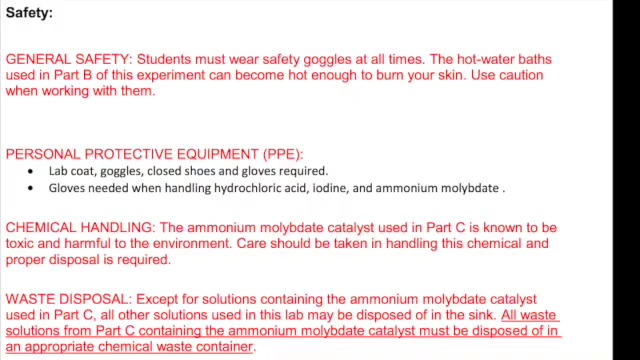 Safety:
GENERAL SAFETY: Students must wear safety goggles at all times. The hot-water baths
used in Part B of this experiment can become hot enough to burn your skin. Use caution
when working with them.
PERSONAL PROTECTIVE EQUIPMENT (PPE):
• Lab coat, goggles, closed shoes and gloves required.
• Gloves needed when handling hydrochloric acid, iodine, and ammonium molybdate .
CHEMICAL HANDLING: The ammonium molybdate catalyst used in Part C is known to be
toxic and harmful to the environment. Care should be taken in handling this chemical and
proper disposal is required.
WASTE DISPOSAL: Except for solutions containing the ammonium molybdate catalyst
used in Part C, all other solutions used in this lab may be disposed of in the sink. All waste
solutions from Part C containing the ammonium molybdate catalyst must be disposed of in
an appropriate chemical waste container.